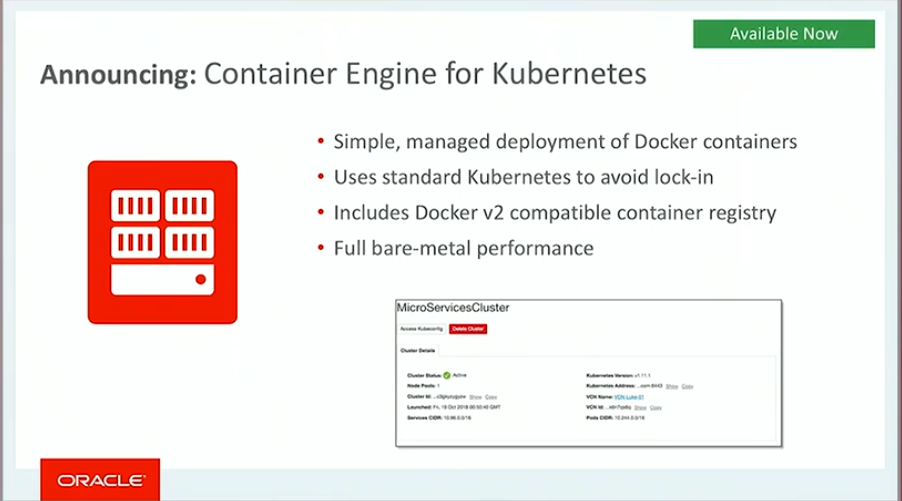 Available Now
Announcing: Container Engine for Kubernetes
• Simple, managed deployment of Docker containers
• Uses standard Kubernetes to avoid lock-in
• Includes Docker v2 compatible container registry
• Full bare-metal performance
MicroServicesCluster
Access Kubeconfig Delete Cluster
Cluster Details
Cluster Status: Active
Node Pools: 1
Cluster Id: Show Copy
Launched: Fri, 19 Oct 2018 00:50:40 GMT
Services CIDR: 10.96.0.0/16
Kubernetes Version: v1.11.1
Kubernetes Address: ...com:6443 Show Copy
VCN Name: VCN-Luke-01
VCN Id: Show Copy
Pods CIDR: 10.244.0.0/16
ORACLE